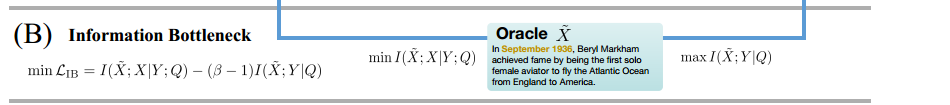 (B) Information Bottleneck
min L_IB = I(X̃; X|Y; Q) − (β − 1)I(X̃; Y|Q)
min I(X̃; X|Y; Q)
Oracle X̃
In September 1936, Beryl Markham
achieved fame by being the first solo
female aviator to fly the Atlantic Ocean
from England to America.
max I(X̃; Y|Q)